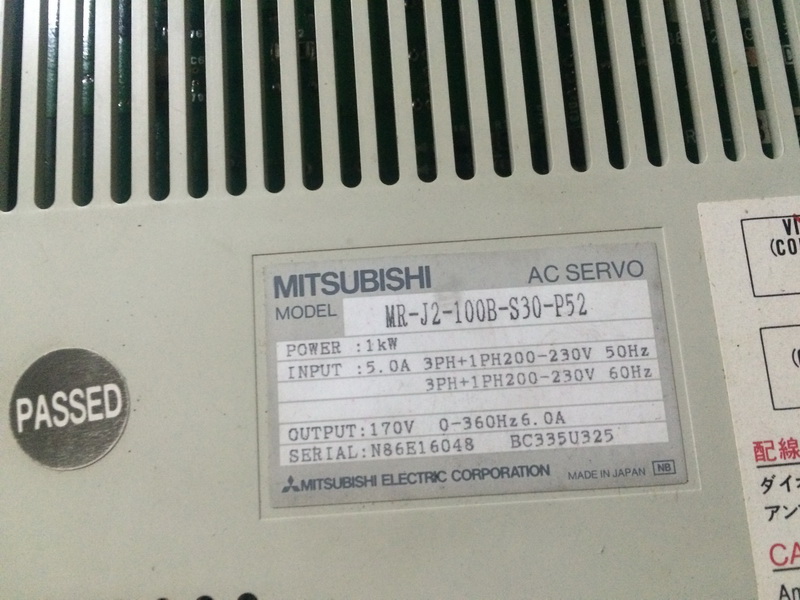 MITSUBISHI AC SERVO
MODEL MR-J2-100B-S30-P52
POWER :1kW
INPUT :5.0A 3PH+1PH200-230V 50Hz
3PH+1PH200-230V 60Hz
OUTPUT:170V 0-360Hz6.0A
SERIAL:N86E16048 BC335U325
MITSUBISHI ELECTRIC CORPORATION MADE IN JAPAN NB
PASSED
配線